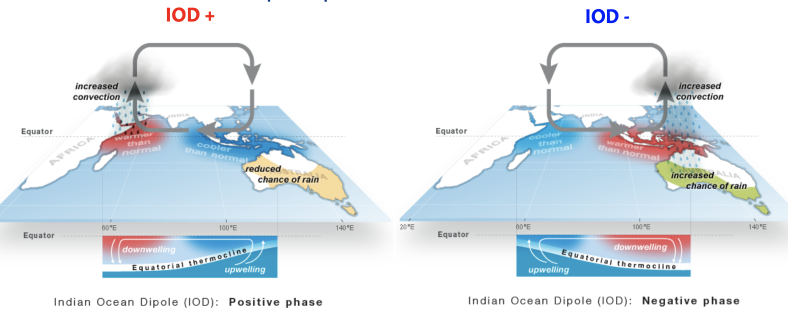 IOD +
IOD -
increased
convection
INDIA
Equator
AFRICA
warmer
than
normal
cooler
than normal
reduced
chance of rain
60°E
100°E
140°E
Equator
downwelling
Equatorial thermocline
upwelling
Indian Ocean Dipole (IOD): Positive phase
increased
convection
Equator
AFRICA
cooler
than
normal
warmer
than normal
increased
chance of rain
20°E
60°E
100°E
140°E
Equator
downwelling
Equatorial thermocline
upwelling
Indian Ocean Dipole (IOD): Negative phase